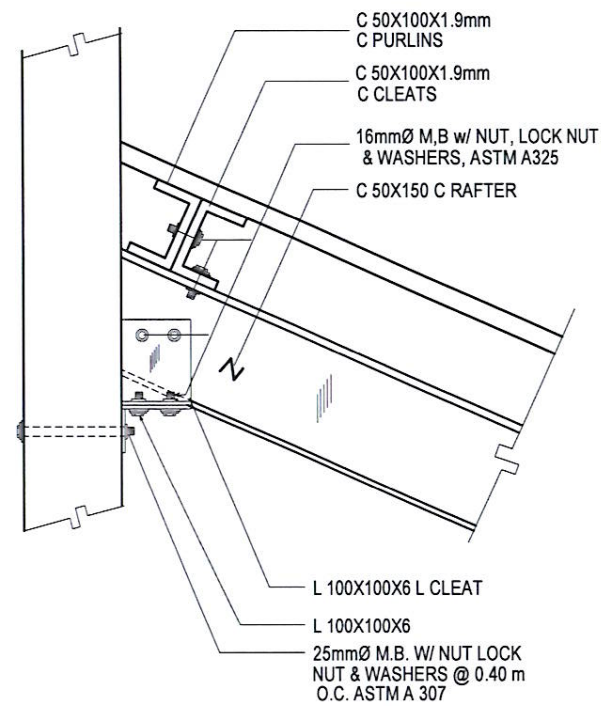 C 50X100X1.9mm
C PURLINS
C 50X100X1.9mm
C CLEATS
16mmØ M,B w/ NUT, LOCK NUT
& WASHERS, ASTM A325
C 50X150 C RAFTER
L 100X100X6 L CLEAT
L 100X100X6
25mmØ M.B. W/ NUT LOCK
NUT & WASHERS @ 0.40 m
O.C. ASTM A 307